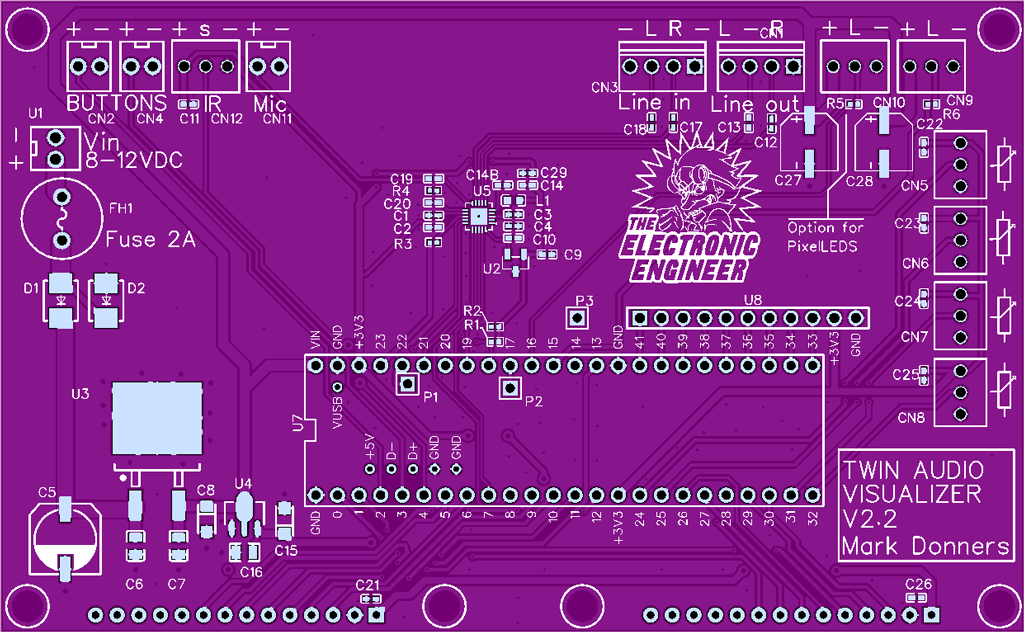 + - + - + s - + - - L R - L - R + L - + L -
CN1
BUTTONS IR Mic
CN2 CN4 C11 CN12 CN11
CN3 Line in Line out R5 CN10 CN9
R6
C18 C17 C13 C12 C22
U1
- Vin
+ 8-12VDC
+ +
C27 C28
C19 C14B C29
R4 U5 C14
C20 L1
C1 C3
C2 C4
R3 C10
U2 C9
CN5
FH1
Fuse 2A
C23
THE
ELECTRONIC
ENGINEER
Option for
PixelLEDS
CN6
D1 D2
C24
P3 U8
R2
R1
CN7
VIN GND +3V3 23 22 21 20 19 18 17 16 15 14 13 GND 41 40 39 38 37 36 35 34 33 +3V3 GND
U3
C25
P1 P2
VUSB
U7
CN8
+5V D- D+ GND GND
TWIN AUDIO
VISUALIZER
V2.2
Mark Donners
C5 C8 U4
GND 0 1 2 3 4 5 6 7 8 9 10 11 12 +3V3 24 25 26 27 28 29 30 31 32
C15
C6 C7 C16
C21 C26